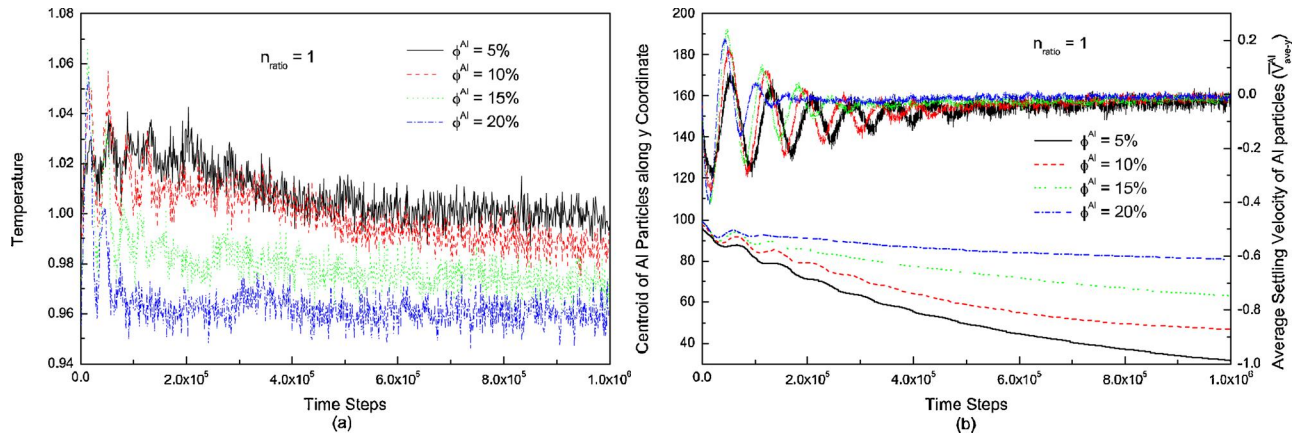 1.08
1.06
1.04
1.02
1.00
0.98
0.96
0.94
Temperature
n_ratio = 1
ϕ^Al = 5%
ϕ^Al = 10%
ϕ^Al = 15%
ϕ^Al = 20%
0.0
2.0x10^5
4.0x10^5
6.0x10^5
8.0x10^5
1.0x10^6
Time Steps
(a)
200
180
160
140
120
100
80
60
40
Centroid of Al Particles along y Coordinate
n_ratio = 1
ϕ^Al = 5%
ϕ^Al = 10%
ϕ^Al = 15%
ϕ^Al = 20%
0.2
0.0
-0.2
-0.4
-0.6
-0.8
-1.0
Average Settling Velocity of Al particles (V̅^Al_ave-y)
0.0
2.0x10^5
4.0x10^5
6.0x10^5
8.0x10^5
1.0x10^6
Time Steps
(b)